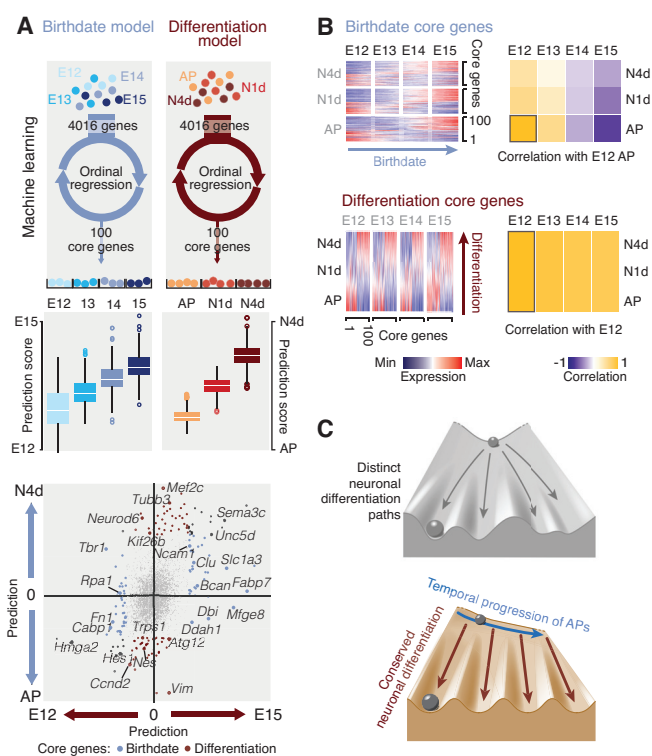 A
Birthdate model
Differentiation model
E12
E14
E13
E15
AP
N1d
N4d
4016 genes
4016 genes
Machine learning
Ordinal regression
Ordinal regression
100 core genes
100 core genes
E12 13 14 15
AP N1d N4d
E15
Prediction score
E12
N4d
Prediction score
AP
N4d
Prediction
0
AP
Mef2c
Tubb3
Sema3c
Neurod6
Kif26b
Unc5d
Tbr1
Ncam1
Clu
Slc1a3
Rpa1
Bcan
Fabp7
Fn1
Dbi
Mfge8
Cabp1
Trps1
Ddah1
Hmga2
Hes1
Nes
Atg12
Ccnd2
Vim
E12 0 E15
Prediction
Core genes: Birthdate Differentiation
B
Birthdate core genes
E12 E13 E14 E15
N4d
N1d
AP
Core genes
100
1
Birthdate
E12 E13 E14 E15
N4d
N1d
AP
Correlation with E12 AP
Differentiation core genes
E12 E13 E14 E15
N4d
N1d
AP
Differentiation
1
100
Core genes
E12 E13 E14 E15
N4d
N1d
AP
Correlation with E12
Min Max
Expression
-1 1
Correlation
C
Distinct
neuronal
differentiation
paths
Temporal progression of APs
Conserved
neuronal differentiation